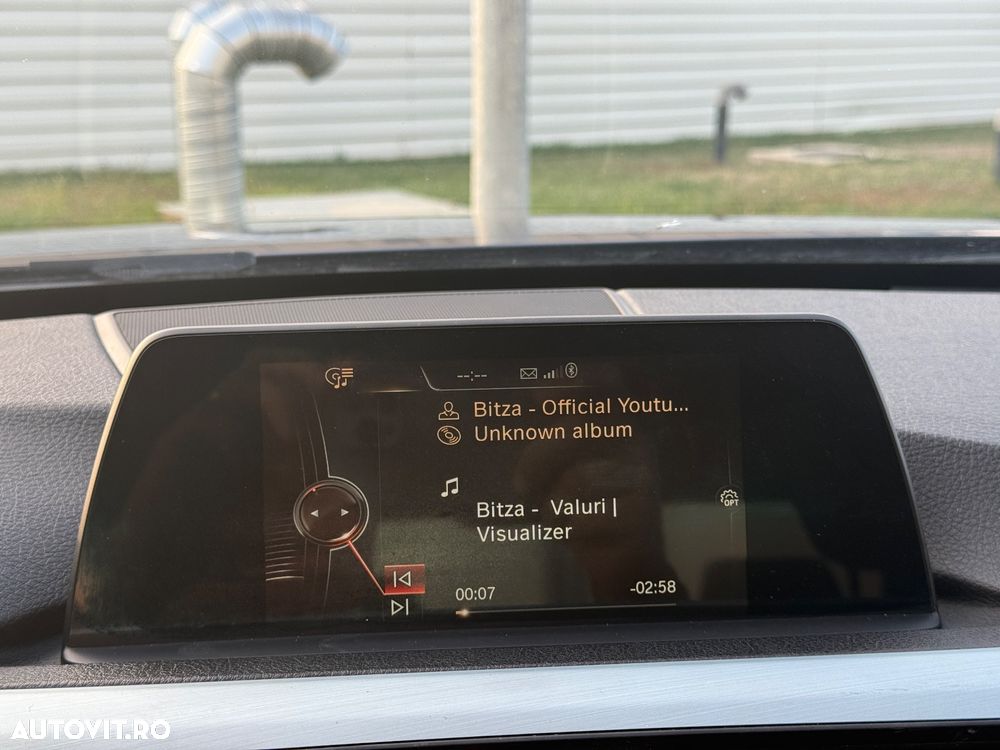 --:--
Bitza - Official Youtu...
Unknown album
Bitza - Valuri |
Visualizer
OPT
00:07
-02:58
AUTOVIT.RO